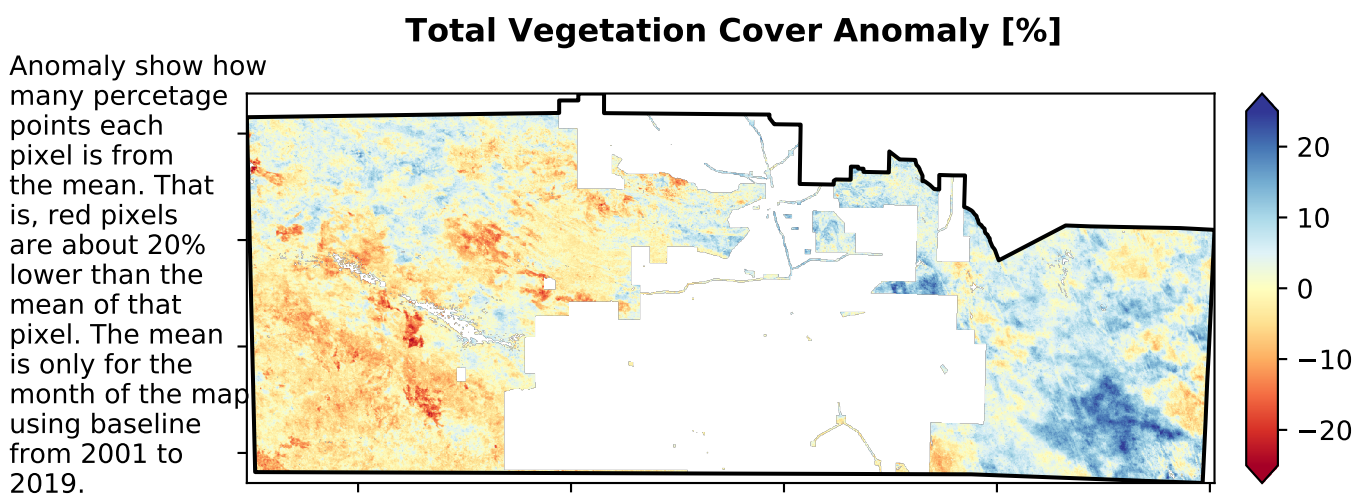 Total Vegetation Cover Anomaly [%]
Anomaly show how
many percetage
points each
pixel is from
the mean. That
is, red pixels
are about 20%
lower than the
mean of that
pixel. The mean
is only for the
month of the map
using baseline
from 2001 to
2019.
20
10
0
−10
−20